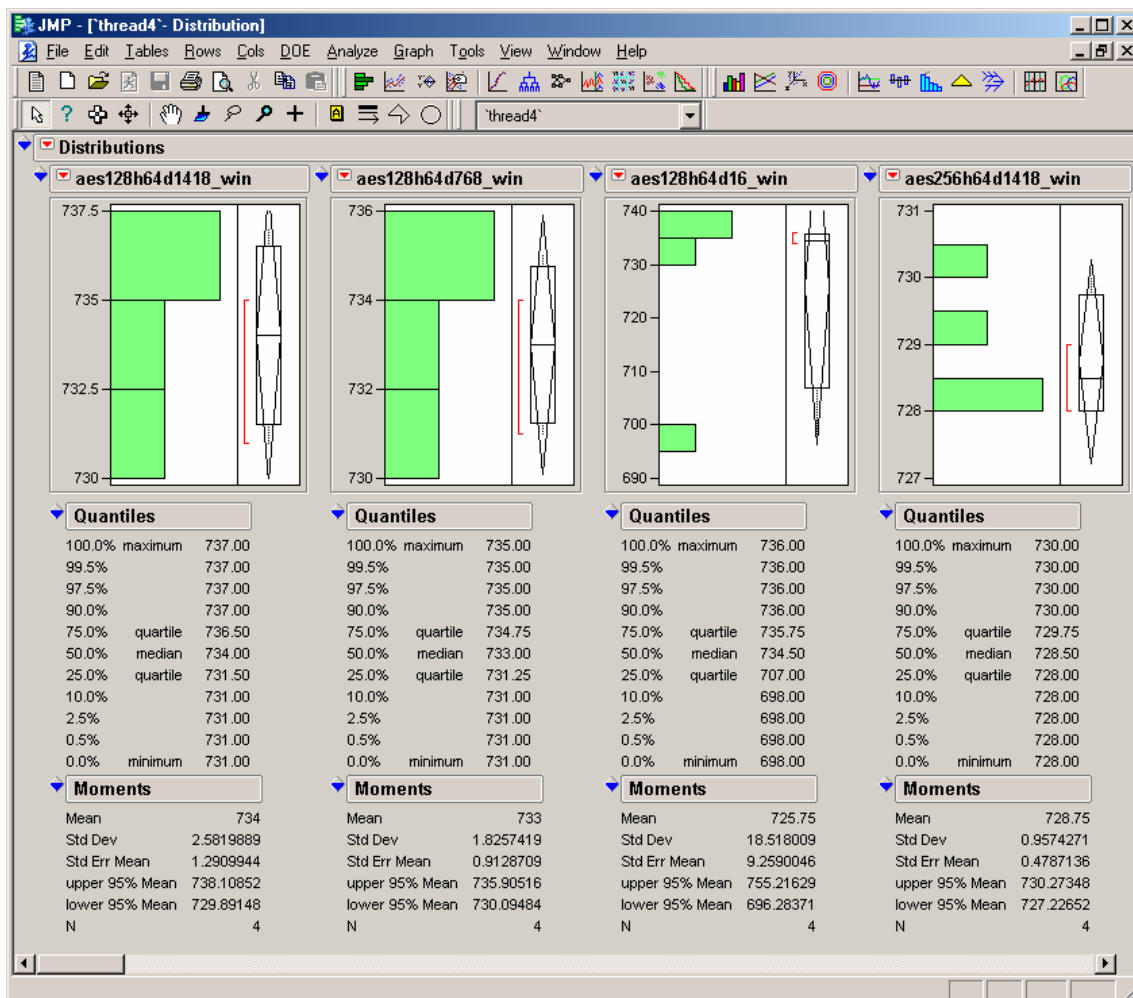 JMP - [`thread4`- Distribution]
File Edit Tables Rows Cols DOE Analyze Graph Tools View Window Help
`thread4`
Distributions
aes128h64d1418_win
737.5
735
732.5
730
Quantiles
100.0% maximum 737.00
99.5% 737.00
97.5% 737.00
90.0% 737.00
75.0% quartile 736.50
50.0% median 734.00
25.0% quartile 731.50
10.0% 731.00
2.5% 731.00
0.5% 731.00
0.0% minimum 731.00
Moments
Mean 734
Std Dev 2.5819889
Std Err Mean 1.2909944
upper 95% Mean 738.10852
lower 95% Mean 729.89148
N 4
aes128h64d768_win
736
734
732
730
Quantiles
100.0% maximum 735.00
99.5% 735.00
97.5% 735.00
90.0% 735.00
75.0% quartile 734.75
50.0% median 733.00
25.0% quartile 731.25
10.0% 731.00
2.5% 731.00
0.5% 731.00
0.0% minimum 731.00
Moments
Mean 733
Std Dev 1.8257419
Std Err Mean 0.9128709
upper 95% Mean 735.90516
lower 95% Mean 730.09484
N 4
aes128h64d16_win
740
730
720
710
700
690
Quantiles
100.0% maximum 736.00
99.5% 736.00
97.5% 736.00
90.0% 736.00
75.0% quartile 735.75
50.0% median 734.50
25.0% quartile 707.00
10.0% 698.00
2.5% 698.00
0.5% 698.00
0.0% minimum 698.00
Moments
Mean 725.75
Std Dev 18.518009
Std Err Mean 9.2590046
upper 95% Mean 755.21629
lower 95% Mean 696.28371
N 4
aes256h64d1418_win
731
730
729
728
727
Quantiles
100.0% maximum 730.00
99.5% 730.00
97.5% 730.00
90.0% 730.00
75.0% quartile 729.75
50.0% median 728.50
25.0% quartile 728.00
10.0% 728.00
2.5% 728.00
0.5% 728.00
0.0% minimum 728.00
Moments
Mean 728.75
Std Dev 0.9574271
Std Err Mean 0.4787136
upper 95% Mean 730.27348
lower 95% Mean 727.22652
N 4